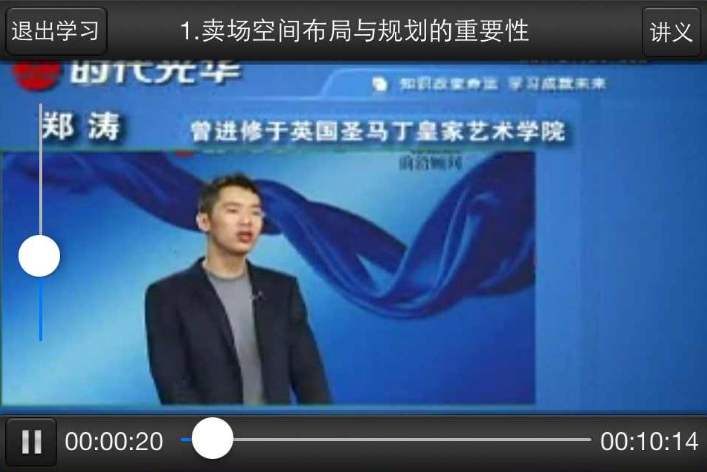 退出学习
1.卖场空间布局与规划的重要性
讲义
时代光华
知识改变命运 学习成就未来
郑涛
曾进修于英国圣马丁皇家艺术学院
00:00:20
00:10:14